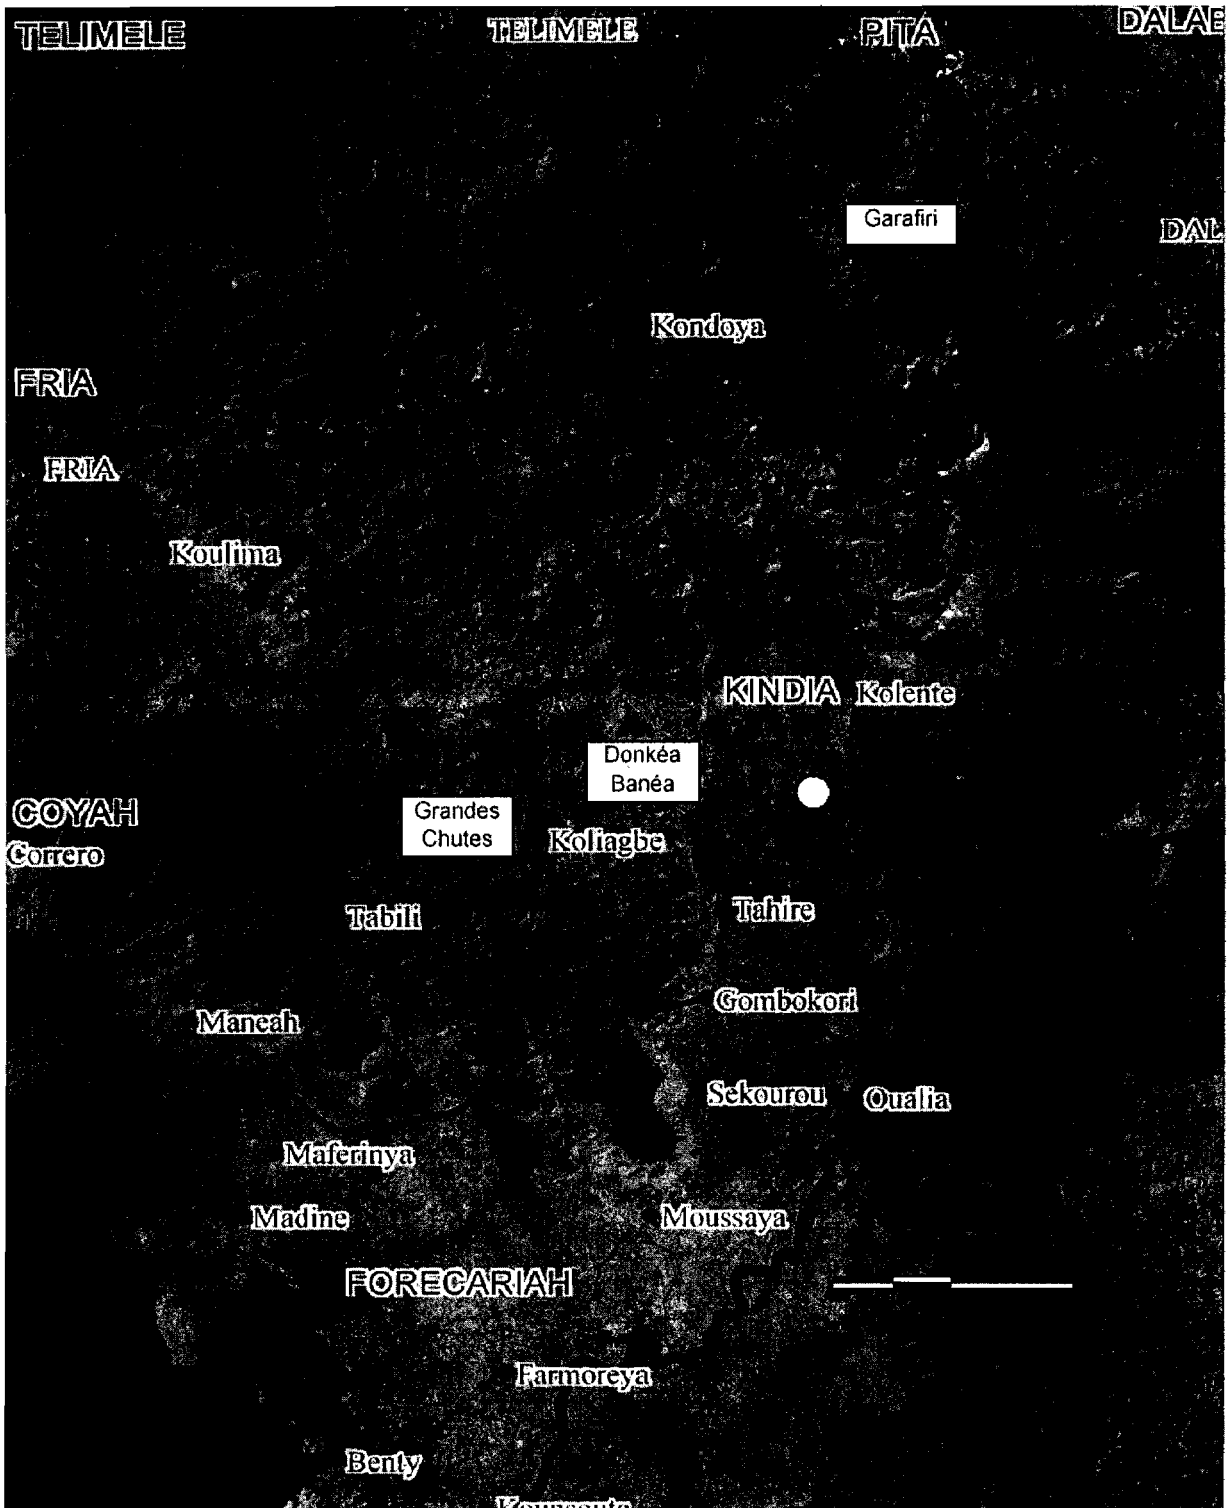 TELIMELE
TELIMELE
PITA
DALAB
Garafiri
DAL
Kondoya
FRIA
FRIA
Koulima
KINDIA
Kolente
Donkéa
Banéa
Grandes
Chutes
COYAH
Koliagbe
Correro
Tabili
Tahire
Gombokori
Maneah
Sekourou
Oualia
Maferinya
Madine
Moussaya
FORECARIAH
Farmoreya
Benty